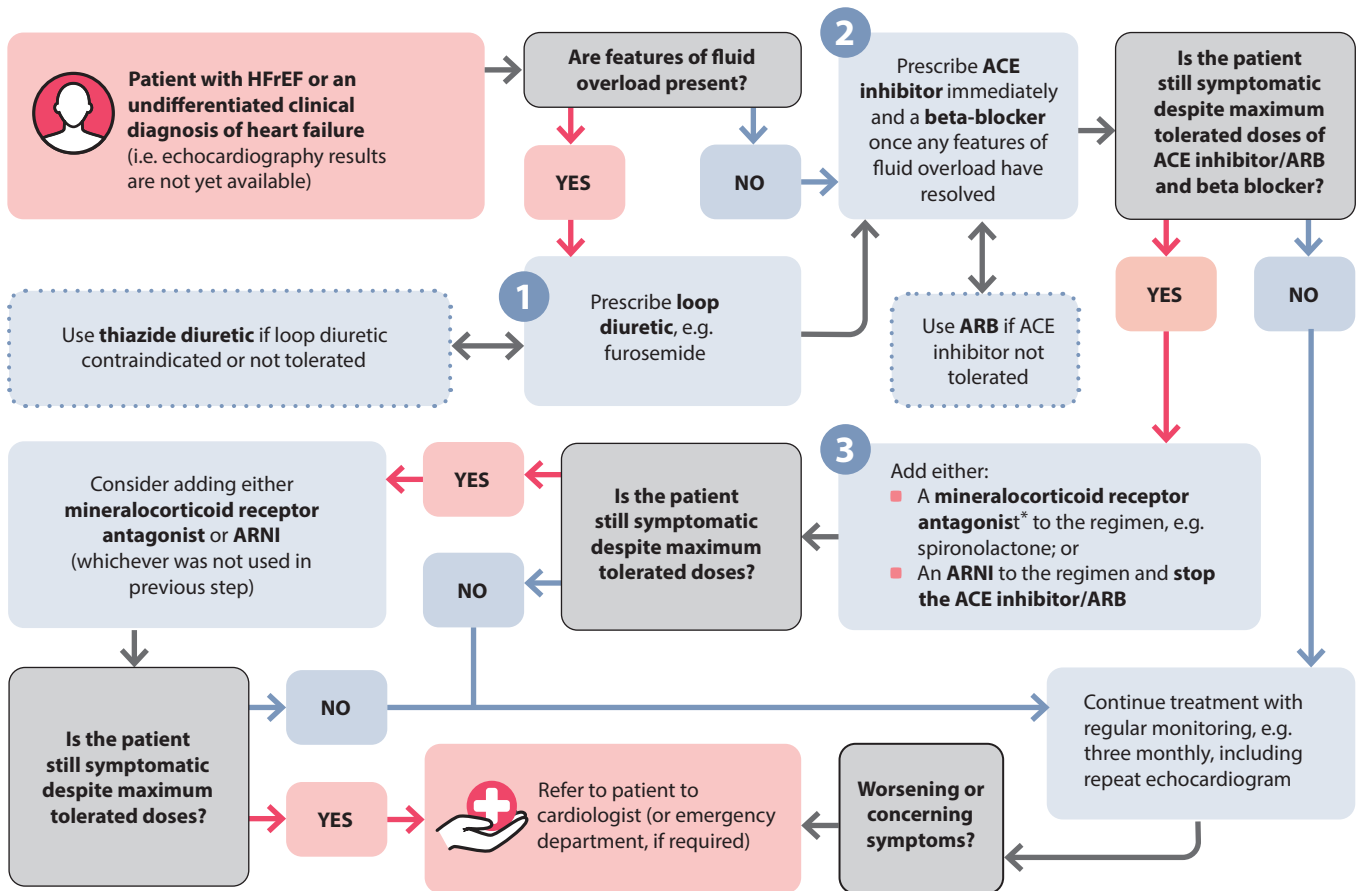 Patient with HFrEF or an
undifferentiated clinical
diagnosis of heart failure
(i.e. echocardiography results
are not yet available)
Are features of fluid
overload present?
YES
NO
1
Prescribe loop
diuretic, e.g.
furosemide
Use thiazide diuretic if loop diuretic
contraindicated or not tolerated
2
Prescribe ACE
inhibitor immediately
and a beta-blocker
once any features of
fluid overload have
resolved
Use ARB if ACE
inhibitor not
tolerated
Is the patient
still symptomatic
despite maximum
tolerated doses of
ACE inhibitor/ARB
and beta blocker?
YES
NO
3
Add either:
A mineralocorticoid receptor
antagonist* to the regimen, e.g.
spironolactone; or
An ARNI to the regimen and stop
the ACE inhibitor/ARB
Is the patient
still symptomatic
despite maximum
tolerated doses?
YES
NO
Consider adding either
mineralocorticoid receptor
antagonist or ARNI
(whichever was not used in
previous step)
Is the patient
still symptomatic
despite maximum
tolerated doses?
NO
YES
Continue treatment with
regular monitoring, e.g.
three monthly, including
repeat echocardiogram
Worsening or
concerning
symptoms?
Refer to patient to
cardiologist (or emergency
department, if required)